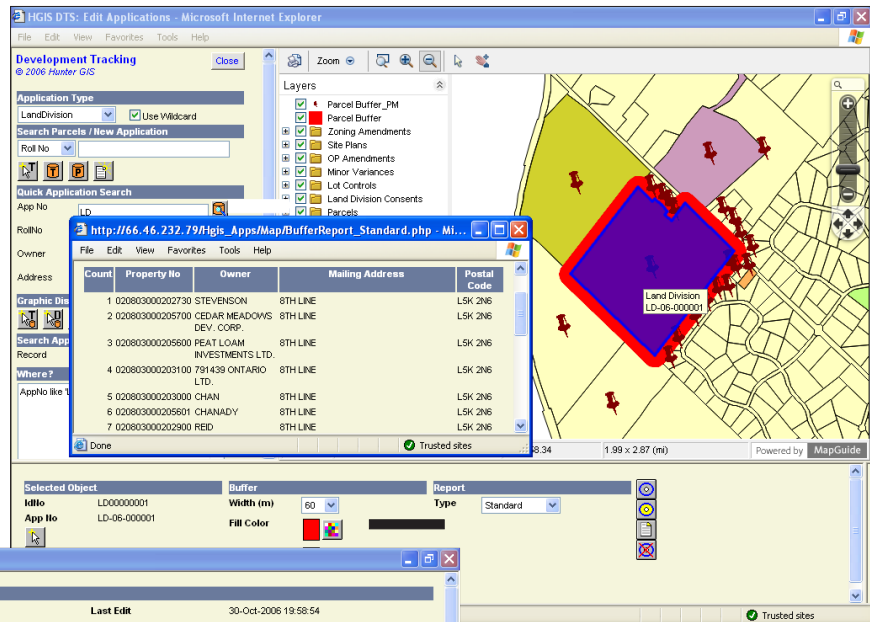 HGIS DTS: Edit Applications - Microsoft Internet Explorer
File Edit View Favorites Tools Help
Development Tracking Close
© 2006 Hunter GIS
Application Type
LandDivision Use Wildcard
Search Parcels / New Application
Roll No
T T P
Quick Application Search
App No LD
RollNo
Owner
Address
Graphic Dis
Search App
Record
Where?
AppNo like 'L
Zoom
Layers
Parcel Buffer_PM
Parcel Buffer
Zoning Amendments
Site Plans
OP Amendments
Minor Variances
Lot Controls
Land Division Consents
Parcels
Land Division
LD-06-000001
http://66.46.232.79/Hgis_Apps/Map/BufferReport_Standard.php - Mi...
File Edit View Favorites Tools Help
Count Property No Owner Mailing Address Postal Code
1 020803000202730 STEVENSON 8TH LINE L5K 2N6
2 020803000205700 CEDAR MEADOWS DEV. CORP. 8TH LINE L5K 2N6
3 020803000205600 PEAT LOAM INVESTMENTS LTD. 8TH LINE L5K 2N6
4 020803000203100 791439 ONTARIO LTD. 8TH LINE L5K 2N6
5 020803000203000 CHAN 8TH LINE L5K 2N6
6 020803000205601 CHANADY 8TH LINE L5K 2N6
7 020803000202900 REID 8TH LINE L5K 2N6
Done Trusted sites
8.34 1.99 x 2.87 (mi) Powered by MapGuide
Selected Object Buffer Report
IdNo LD00000001 Width (m) 60 Type Standard
App No LD-06-000001 Fill Color
Last Edit 30-Oct-2006 19:58:54
Trusted sites